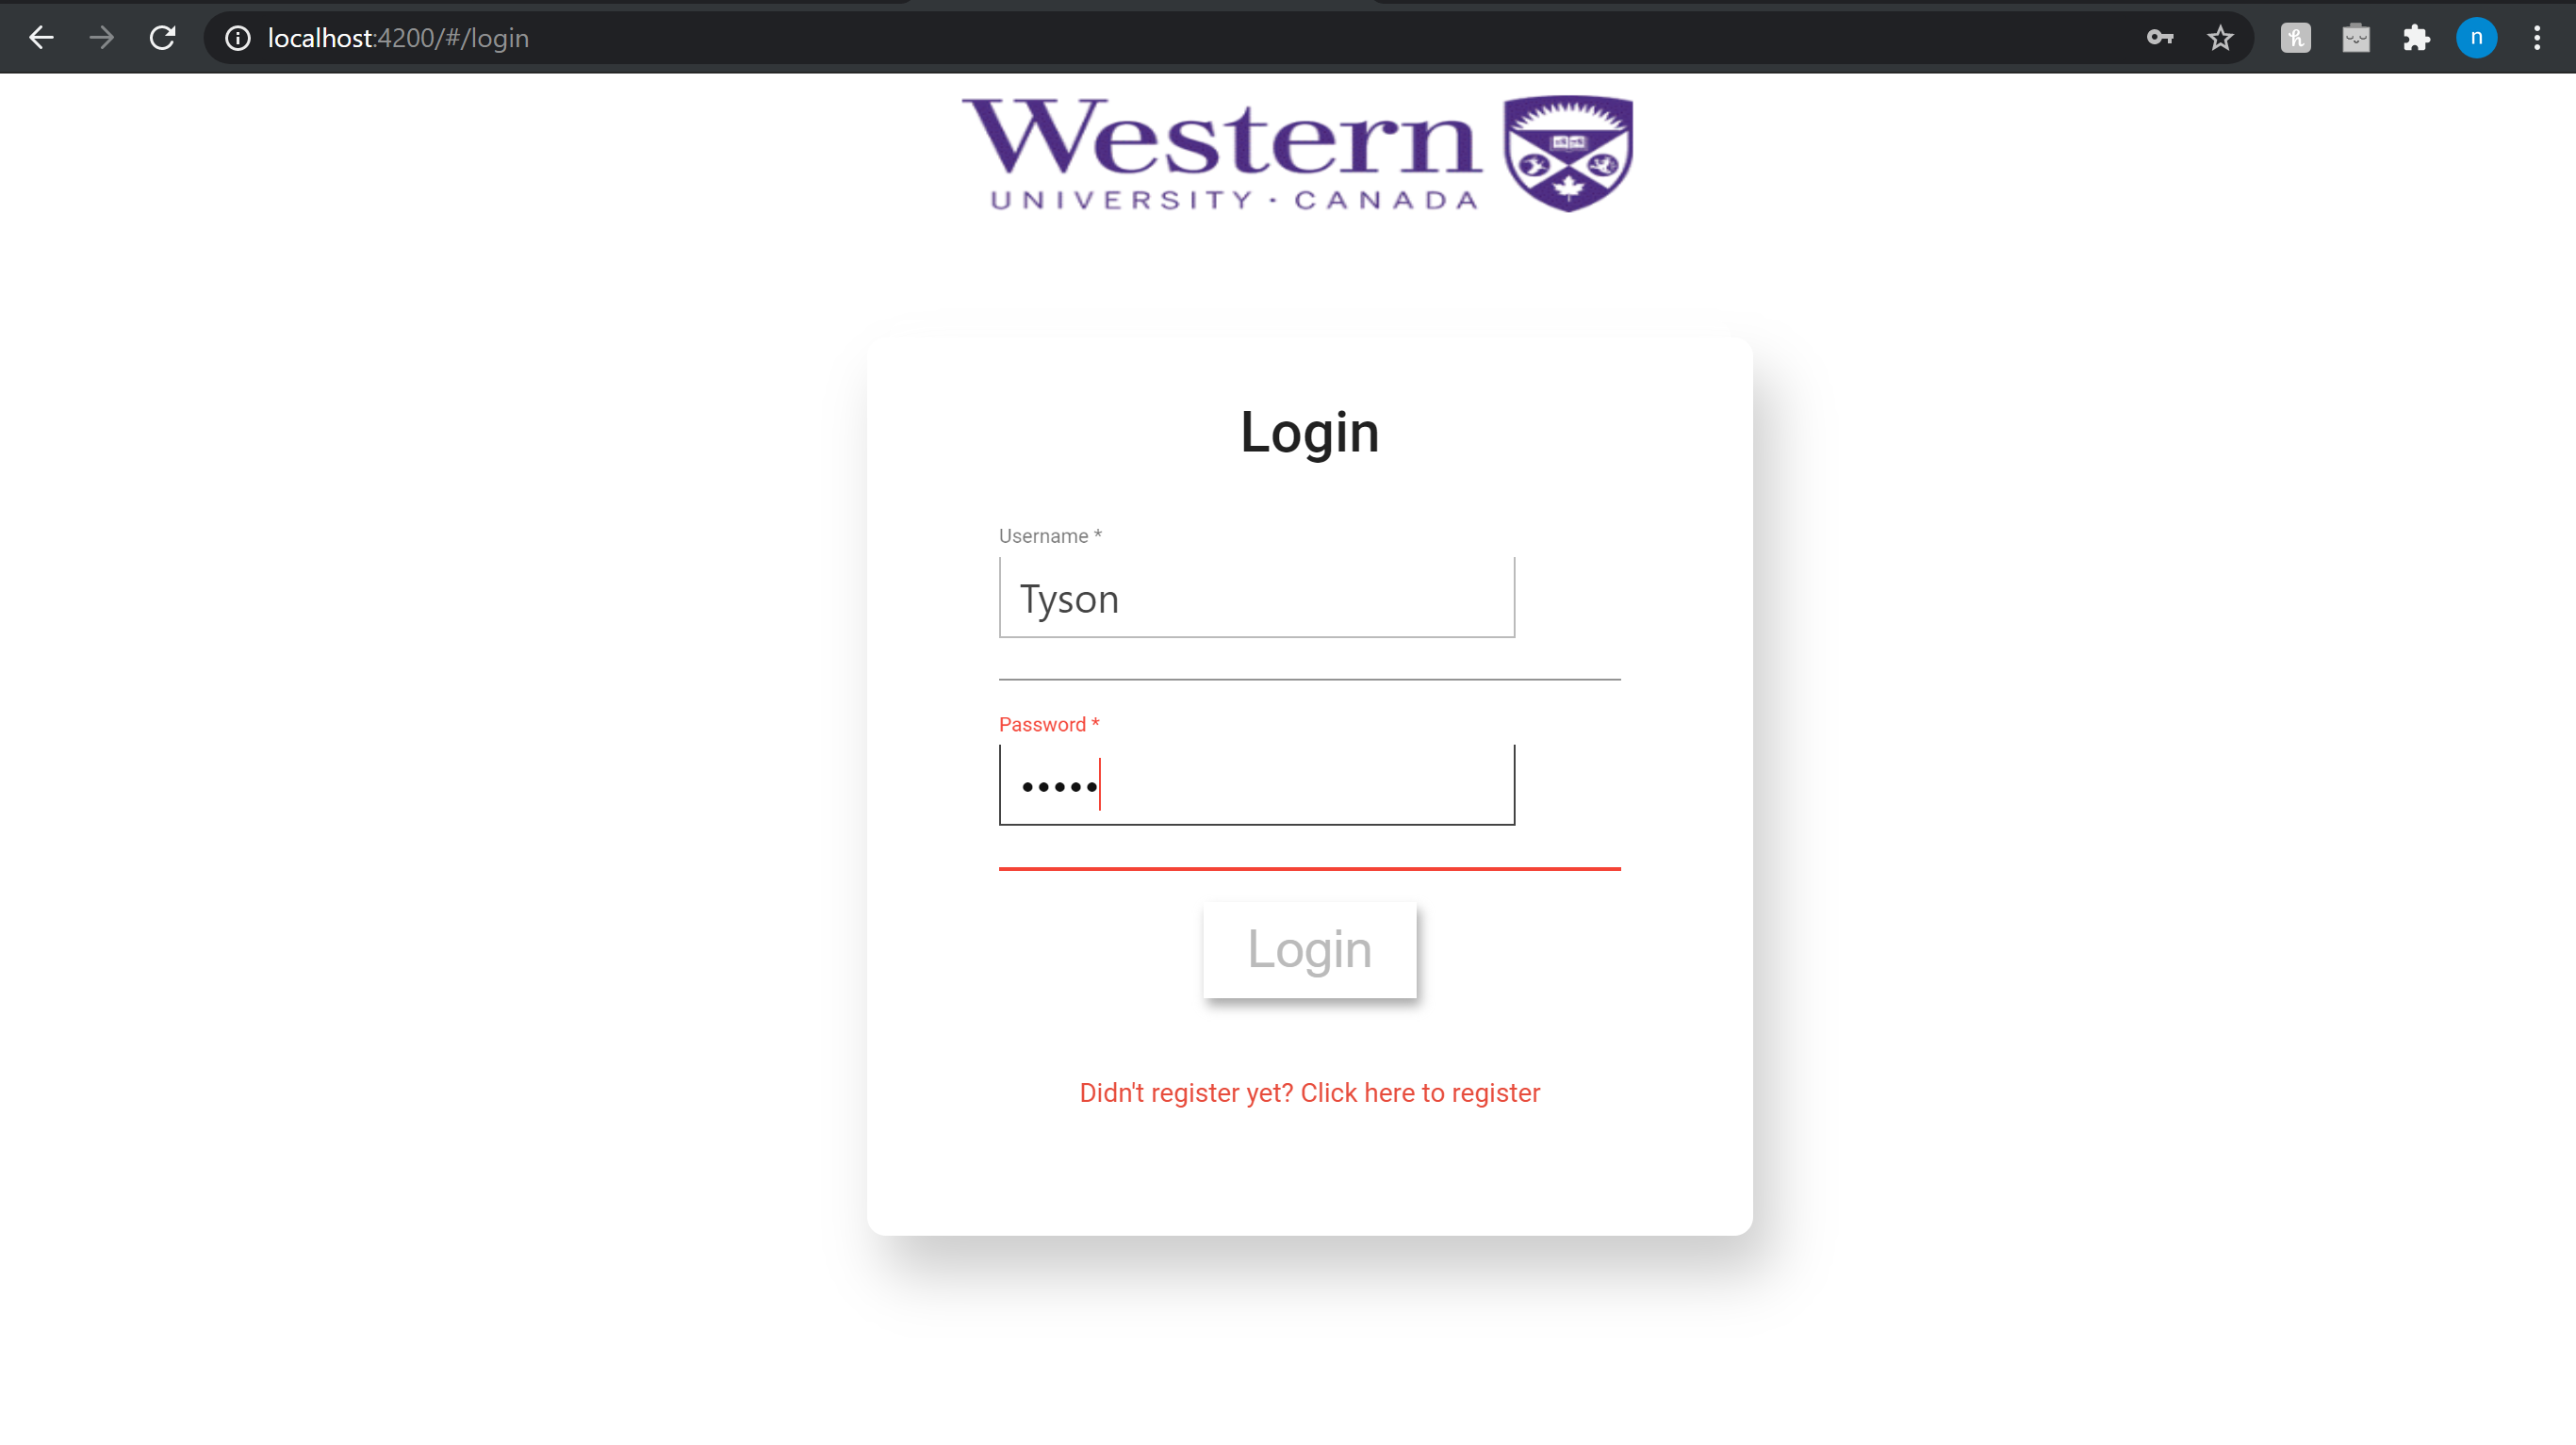 localhost:4200/#/login
n
Western
UNIVERSITY · CANADA
Login
Username *
Tyson
Password *
•••••
Login
Didn't register yet? Click here to register